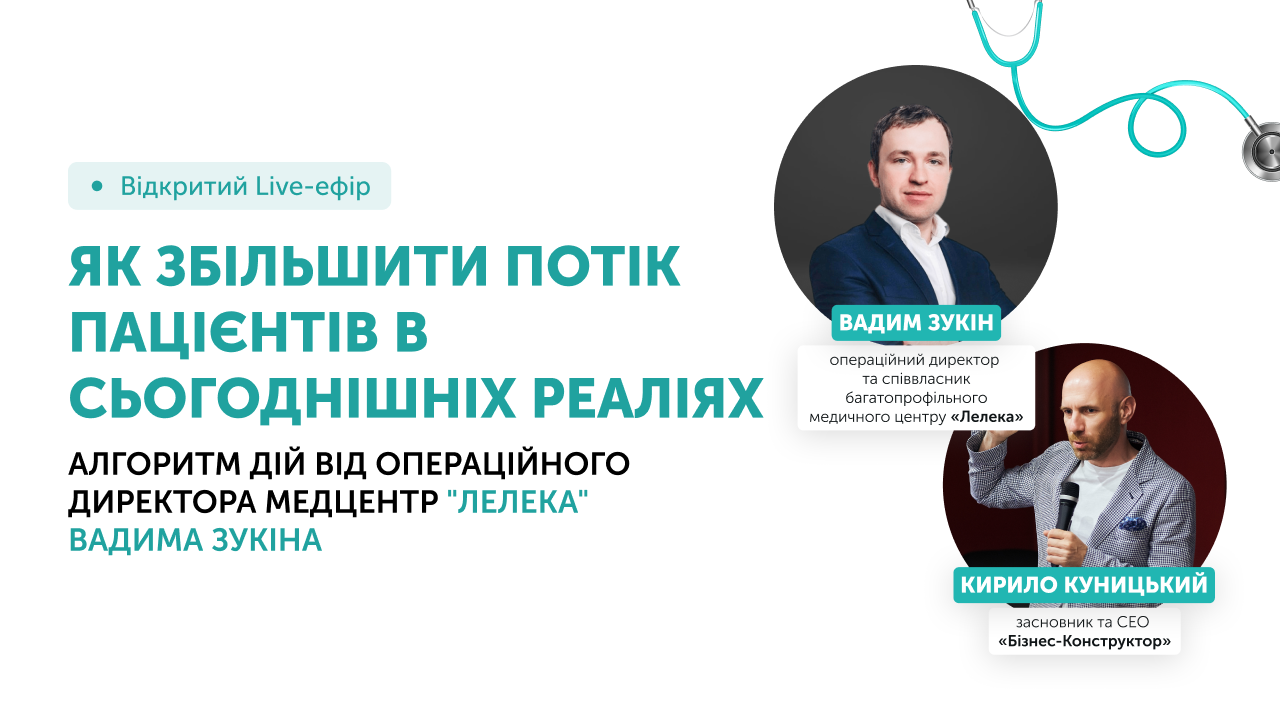 Відкритий Live-ефір
ЯК ЗБІЛЬШИТИ ПОТІК
ПАЦІЄНТІВ В
СЬОГОДНІШНІХ РЕАЛІЯХ
АЛГОРИТМ ДІЙ ВІД ОПЕРАЦІЙНОГО
ДИРЕКТОРА МЕДЦЕНТР "ЛЕЛЕКА"
ВАДИМА ЗУКІНА
ВАДИМ ЗУКІН
операційний директор
та співвласник
багатопрофільного
медичного центру «Лелека»
КИРИЛО КУНИЦЬКИЙ
засновник та CEO
«Бізнес-Конструктор»